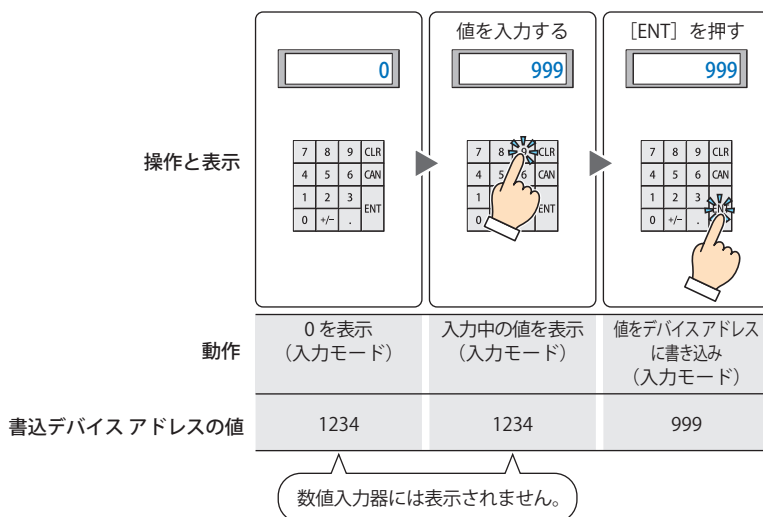 値を入力する
［ENT］を押す
0
999
999
操作と表示
7 8 9 CLR
4 5 6 CAN
1 2 3
ENT
0 +/− .
7 8 9 CLR
4 5 6 CAN
1
ENT
0
7 8 9 CLR
4 5 6 CAN
1 2 3
0 +/− .
動作
0 を表示
（入力モード）
入力中の値を表示
（入力モード）
値をデバイス アドレス
に書き込み
（入力モード）
書込デバイス アドレスの値
1234
1234
999
数値入力器には表示されません。